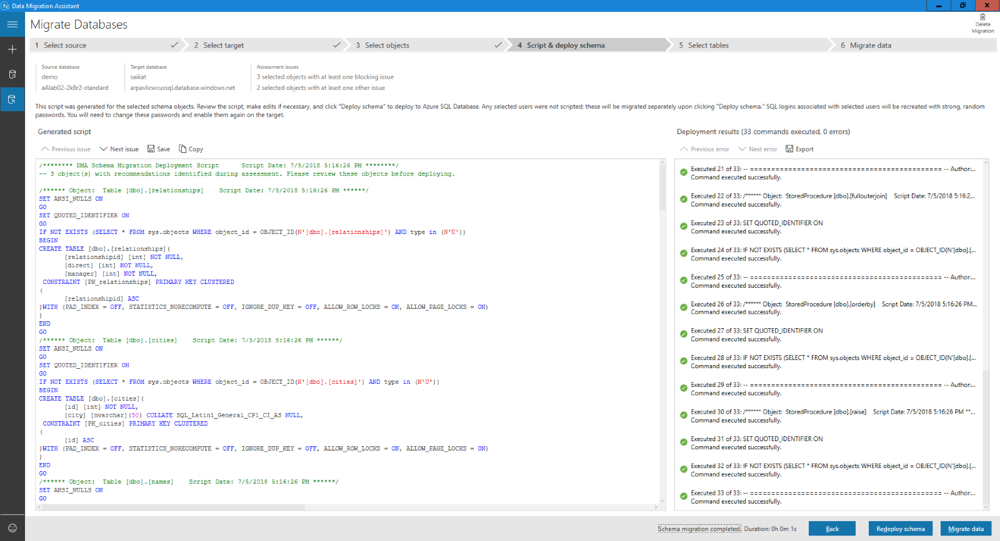 Data Migration Assistant
Migrate Databases
Delete
Migration
1 Select source
2 Select target
3 Select objects
4 Script & deploy schema
5 Select tables
6 Migrate data
Source database
demo
aAlab02-2k8r2-standard
Target database
saikat
arpavlicwcussql.database.windows.net
Assessment issues
3 selected objects with at least one blocking issue
2 selected objects with at least one other issue
This script was generated for the selected schema objects. Review the script, make edits if necessary, and click "Deploy schema" to deploy to Azure SQL Database. Any selected users were not scripted; these will be migrated separately upon clicking "Deploy schema." SQL logins associated with selected users will be recreated with strong, random
passwords. You will need to change these passwords and enable them again on the target.
Generated script
Previous issue Next issue Save Copy
/******** DMA Schema Migration Deployment Script      Script Date: 7/5/2018 5:16:26 PM ********/
-- 3 object(s) with recommendations identified during assessment. Please review these objects before deploying.
/****** Object:  Table [dbo].[relationships]    Script Date: 7/5/2018 5:16:26 PM ******/
SET ANSI_NULLS ON
GO
SET QUOTED_IDENTIFIER ON
GO
IF NOT EXISTS (SELECT * FROM sys.objects WHERE object_id = OBJECT_ID(N'[dbo].[relationships]') AND type in (N'U'))
BEGIN
CREATE TABLE [dbo].[relationships](
[relationshipid] [int] NOT NULL,
[direct] [int] NOT NULL,
[manager] [int] NOT NULL,
CONSTRAINT [PK_relationships] PRIMARY KEY CLUSTERED
(
[relationshipid] ASC
)WITH (PAD_INDEX = OFF, STATISTICS_NORECOMPUTE = OFF, IGNORE_DUP_KEY = OFF, ALLOW_ROW_LOCKS = ON, ALLOW_PAGE_LOCKS = ON)
)
END
GO
/****** Object:  Table [dbo].[cities]    Script Date: 7/5/2018 5:16:26 PM ******/
SET ANSI_NULLS ON
GO
SET QUOTED_IDENTIFIER ON
GO
IF NOT EXISTS (SELECT * FROM sys.objects WHERE object_id = OBJECT_ID(N'[dbo].[cities]') AND type in (N'U'))
BEGIN
CREATE TABLE [dbo].[cities](
[id] [int] NOT NULL,
[city] [nvarchar](50) COLLATE SQL_Latin1_General_CP1_CI_AS NULL,
CONSTRAINT [PK_cities] PRIMARY KEY CLUSTERED
(
[id] ASC
)WITH (PAD_INDEX = OFF, STATISTICS_NORECOMPUTE = OFF, IGNORE_DUP_KEY = OFF, ALLOW_ROW_LOCKS = ON, ALLOW_PAGE_LOCKS = ON)
)
END
GO
/****** Object:  Table [dbo].[names]    Script Date: 7/5/2018 5:16:26 PM ******/
SET ANSI_NULLS ON
GO
Deployment results (33 commands executed, 0 errors)
Previous error Next error Export
Executed 21 of 33: -- ============================================= -- Author:...
Command executed successfully.
Executed 22 of 33: /****** Object:  StoredProcedure [dbo].[fullouterjoin]    Script Date: 7/5/2018 5:16:2...
Command executed successfully.
Executed 23 of 33: SET QUOTED_IDENTIFIER ON
Command executed successfully.
Executed 24 of 33: IF NOT EXISTS (SELECT * FROM sys.objects WHERE object_id = OBJECT_ID(N'[dbo].[...
Command executed successfully.
Executed 25 of 33: -- ============================================= -- Author:...
Command executed successfully.
Executed 26 of 33: /****** Object:  StoredProcedure [dbo].[orderby]    Script Date: 7/5/2018 5:16:26 PM...
Command executed successfully.
Executed 27 of 33: SET QUOTED_IDENTIFIER ON
Command executed successfully.
Executed 28 of 33: IF NOT EXISTS (SELECT * FROM sys.objects WHERE object_id = OBJECT_ID(N'[dbo].[...
Command executed successfully.
Executed 29 of 33: -- ============================================= -- Author:...
Command executed successfully.
Executed 30 of 33: /****** Object:  StoredProcedure [dbo].[raise]    Script Date: 7/5/2018 5:16:26 PM **...
Command executed successfully.
Executed 31 of 33: SET QUOTED_IDENTIFIER ON
Command executed successfully.
Executed 32 of 33: IF NOT EXISTS (SELECT * FROM sys.objects WHERE object_id = OBJECT_ID(N'[dbo].[...
Command executed successfully.
Executed 33 of 33: -- ============================================= -- Author:...
Command executed successfully.
Schema migration completed. Duration: 0h 0m 1s
Back
Redeploy schema
Migrate data